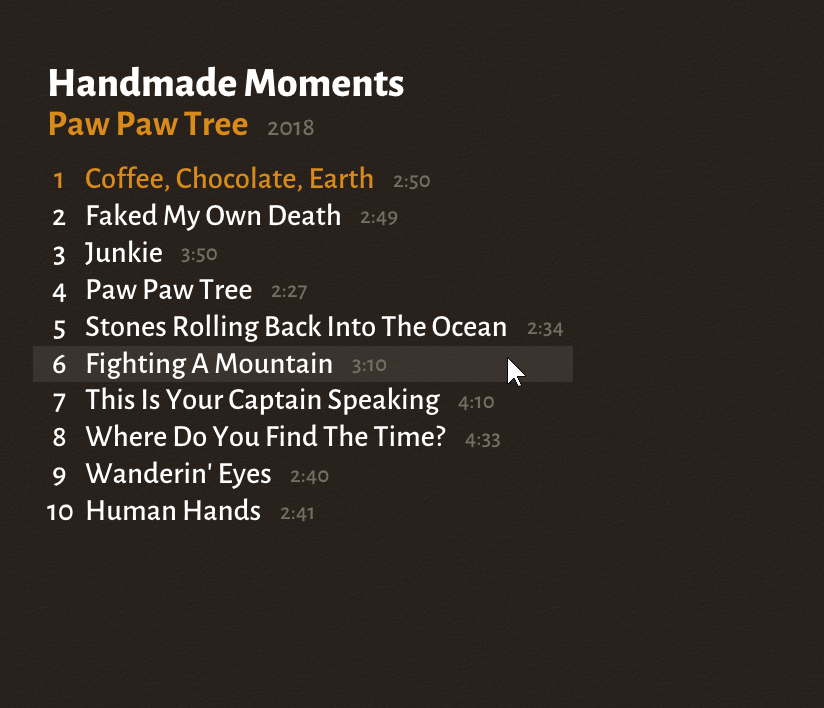 Handmade Moments
Paw Paw Tree 2018
1 Coffee, Chocolate, Earth 2:50
2 Faked My Own Death 2:49
3 Junkie 3:50
4 Paw Paw Tree 2:27
5 Stones Rolling Back Into The Ocean 2:34
6 Fighting A Mountain 3:10
7 This Is Your Captain Speaking 4:10
8 Where Do You Find The Time? 4:33
9 Wanderin' Eyes 2:40
10 Human Hands 2:41